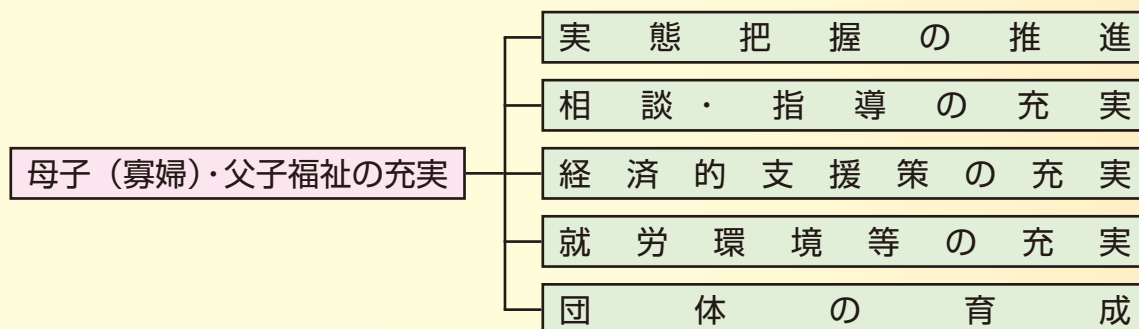 母子（寡婦）・父子福祉の充実
実態把握の推進
相談・指導の充実
経済的支援策の充実
就労環境等の充実
団体の育成